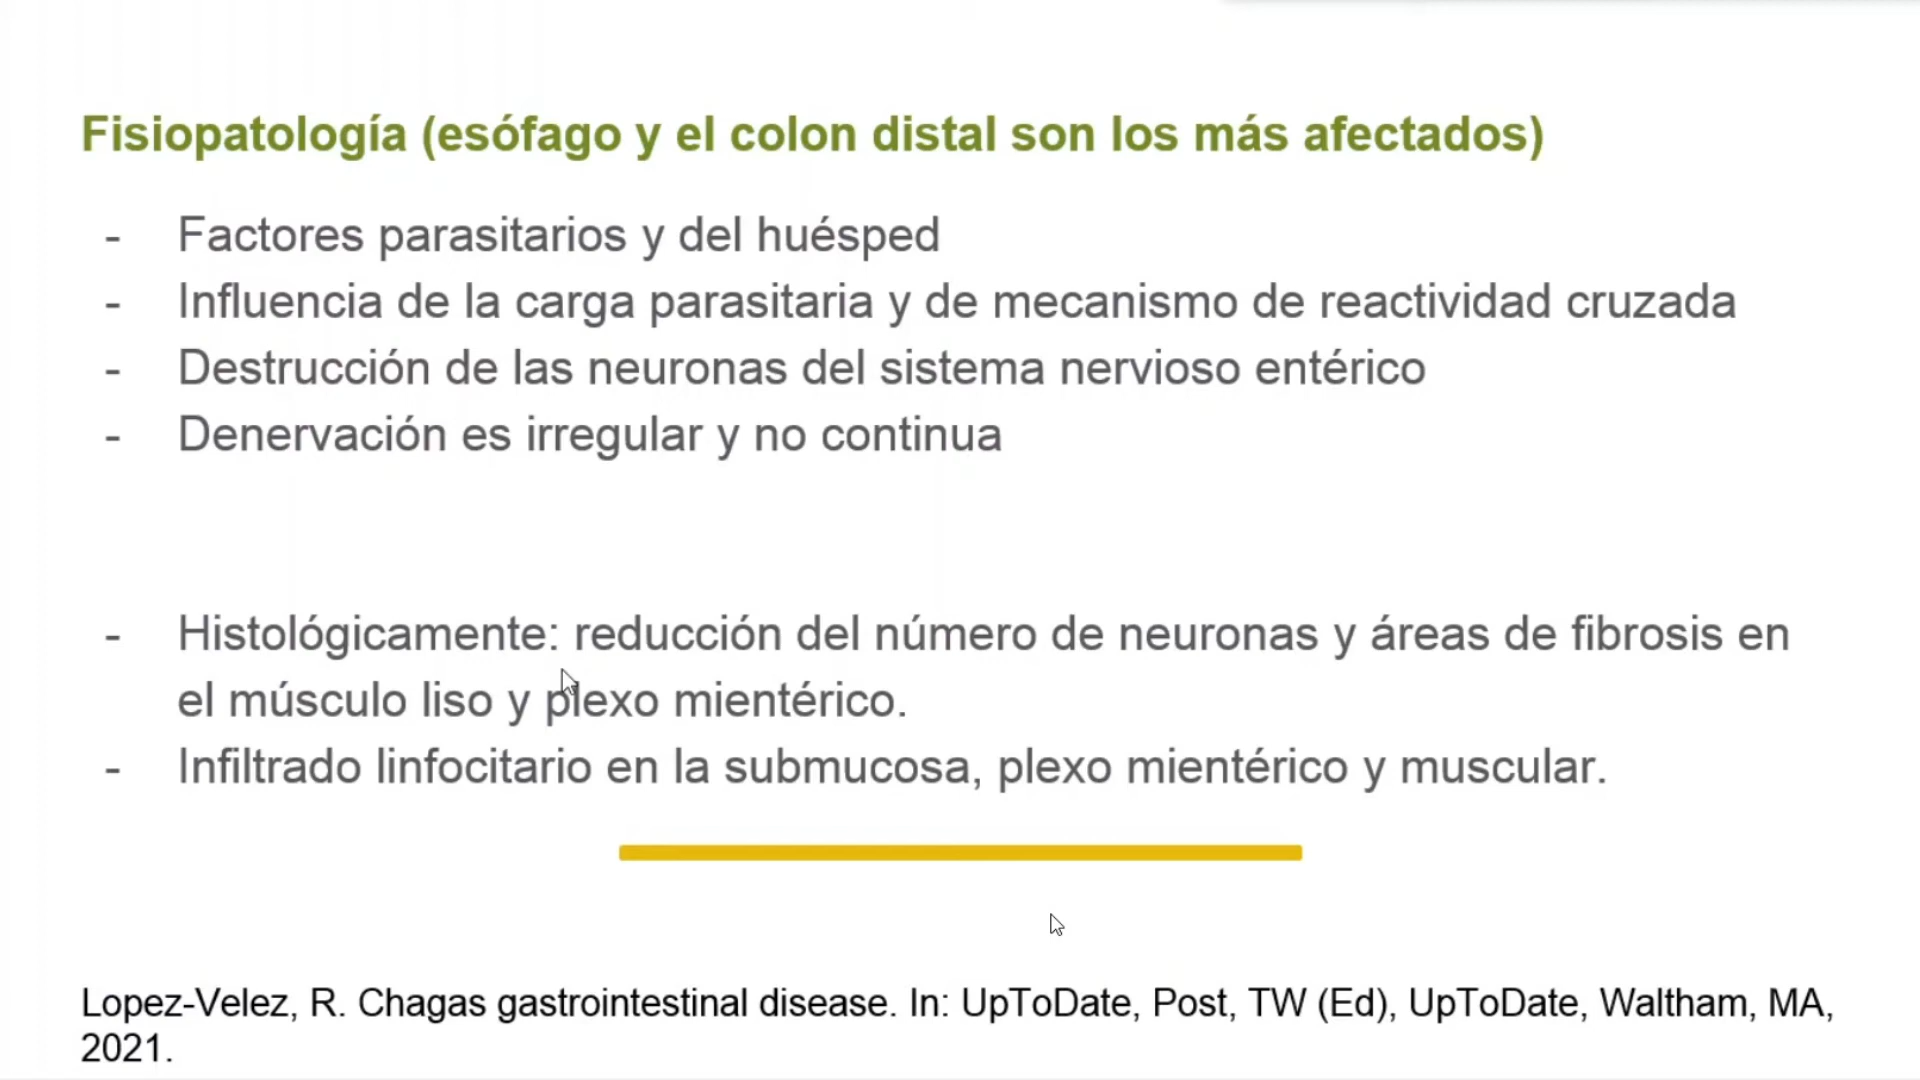 Fisiopatología (esófago y el colon distal son los más afectados)
- Factores parasitarios y del huésped
- Influencia de la carga parasitaria y de mecanismo de reactividad cruzada
- Destrucción de las neuronas del sistema nervioso entérico
- Denervación es irregular y no continua
- Histológicamente: reducción del número de neuronas y áreas de fibrosis en
el músculo liso y plexo mientérico.
- Infiltrado linfocitario en la submucosa, plexo mientérico y muscular.
Lopez-Velez, R. Chagas gastrointestinal disease. In: UpToDate, Post, TW (Ed), UpToDate, Waltham, MA,
2021.